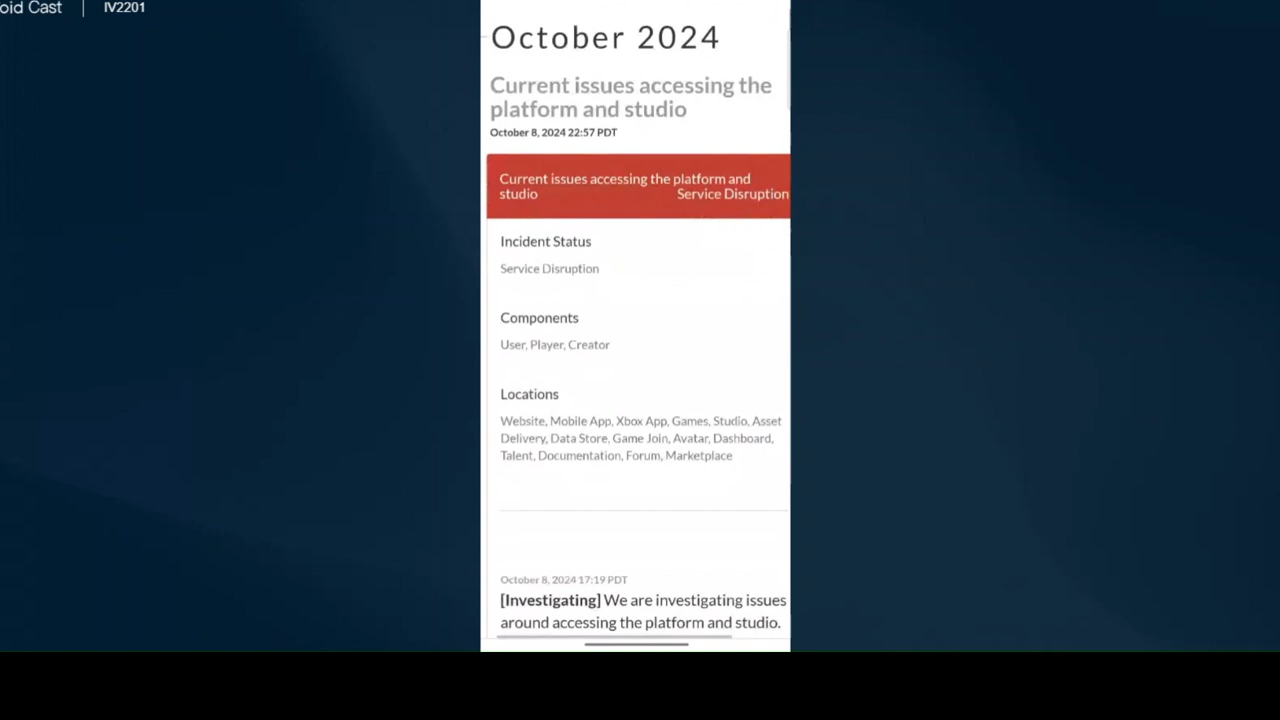 oid Cast | IV2201
October 2024
Current issues accessing the
platform and studio
October 8, 2024 22:57 PDT
Current issues accessing the platform and
studio Service Disruption
Incident Status
Service Disruption
Components
User, Player, Creator
Locations
Website, Mobile App, Xbox App, Games, Studio, Asset
Delivery, Data Store, Game Join, Avatar, Dashboard,
Talent, Documentation, Forum, Marketplace
October 8, 2024 17:19 PDT
[Investigating] We are investigating issues
around accessing the platform and studio.